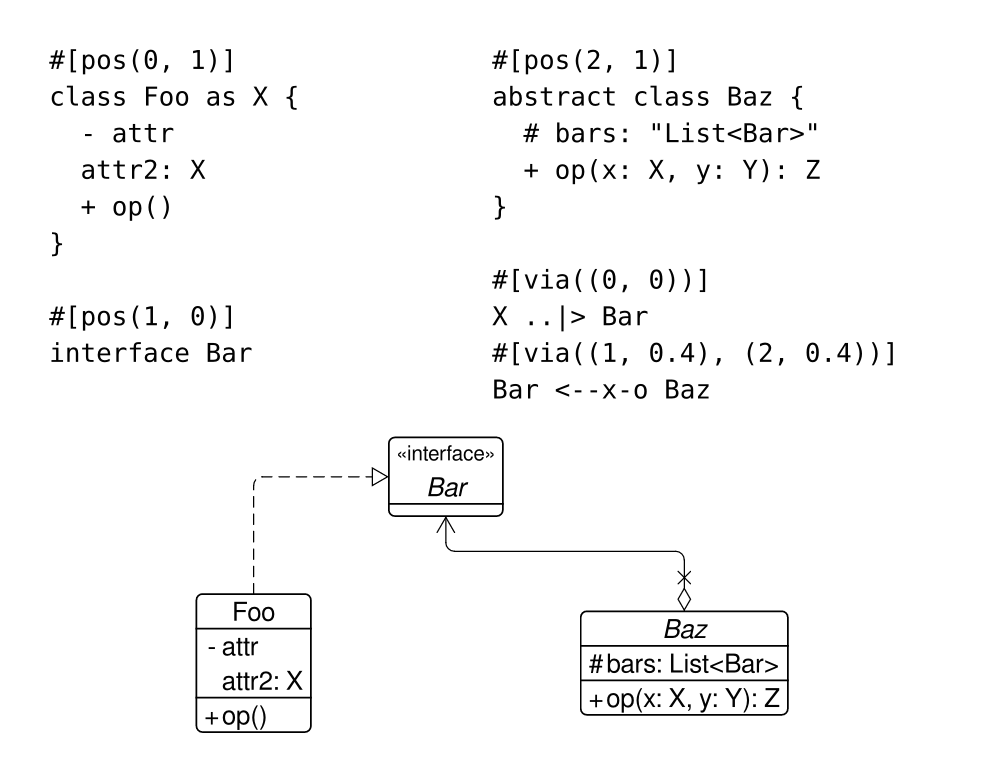 #[pos(0, 1)]
class Foo as X {
  - attr
  attr2: X
  + op()
}

#[pos(1, 0)]
interface Bar

#[pos(2, 1)]
abstract class Baz {
  # bars: "List<Bar>"
  + op(x: X, y: Y): Z
}

#[via((0, 0))]
X ..|> Bar
#[via((1, 0.4), (2, 0.4))]
Bar <--x-o Baz

«interface»
Bar
Foo
- attr
attr2: X
+ op()
Baz
# bars: List<Bar>
+ op(x: X, y: Y): Z